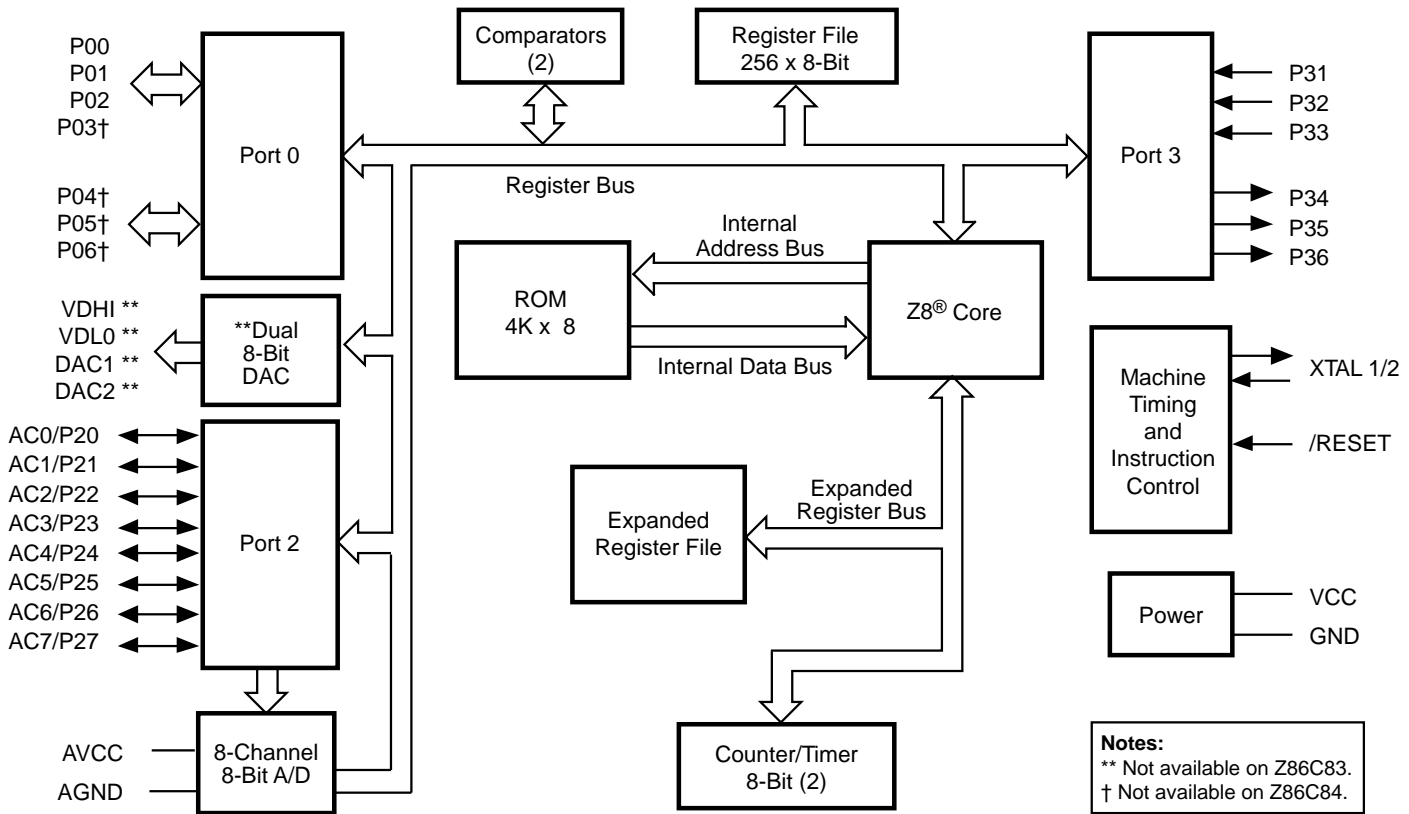 P00
P01
P02
P03†
P04†
P05†
P06†
Port 0
Comparators
(2)
Register File
256 x 8-Bit
Port 3
P31
P32
P33
P34
P35
P36
Register Bus
Internal
Address Bus
ROM
4K x 8
Z8® Core
Internal Data Bus
VDHI **
VDL0 **
DAC1 **
DAC2 **
**Dual
8-Bit
DAC
Machine
Timing
and
Instruction
Control
XTAL 1/2
/RESET
AC0/P20
AC1/P21
AC2/P22
AC3/P23
AC4/P24
AC5/P25
AC6/P26
AC7/P27
Port 2
Expanded
Register File
Expanded
Register Bus
Power
VCC
GND
AVCC
AGND
8-Channel
8-Bit A/D
Counter/Timer
8-Bit (2)
Notes:
** Not available on Z86C83.
† Not available on Z86C84.